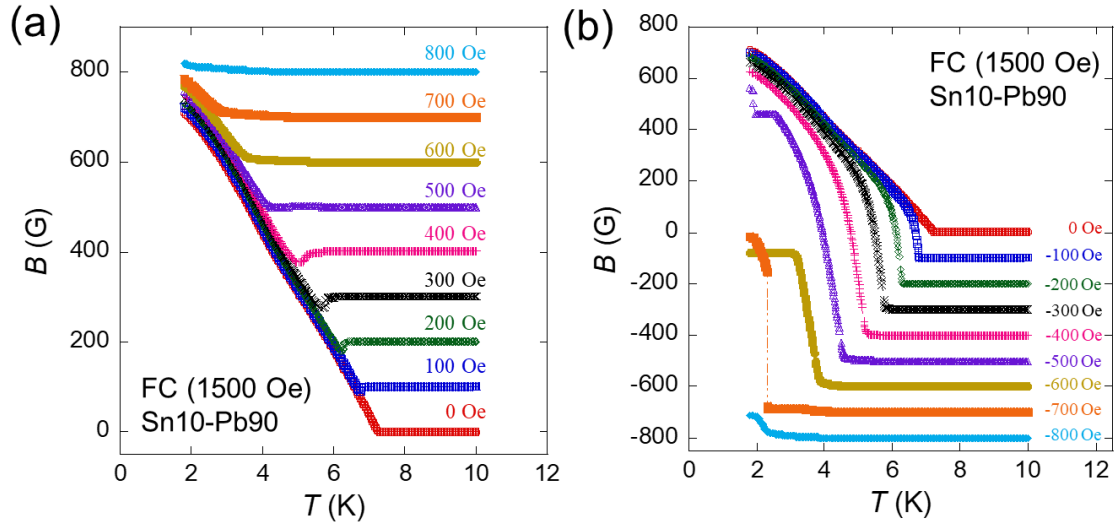 (a)
B (G)
800
600
400
200
0
800 Oe
700 Oe
600 Oe
500 Oe
400 Oe
300 Oe
200 Oe
100 Oe
0 Oe
FC (1500 Oe)
Sn10-Pb90
0 2 4 6 8 10 12
T (K)
(b)
B (G)
800
600
400
200
0
-200
-400
-600
-800
FC (1500 Oe)
Sn10-Pb90
0 Oe
-100 Oe
-200 Oe
-300 Oe
-400 Oe
-500 Oe
-600 Oe
-700 Oe
-800 Oe
0 2 4 6 8 10 12
T (K)